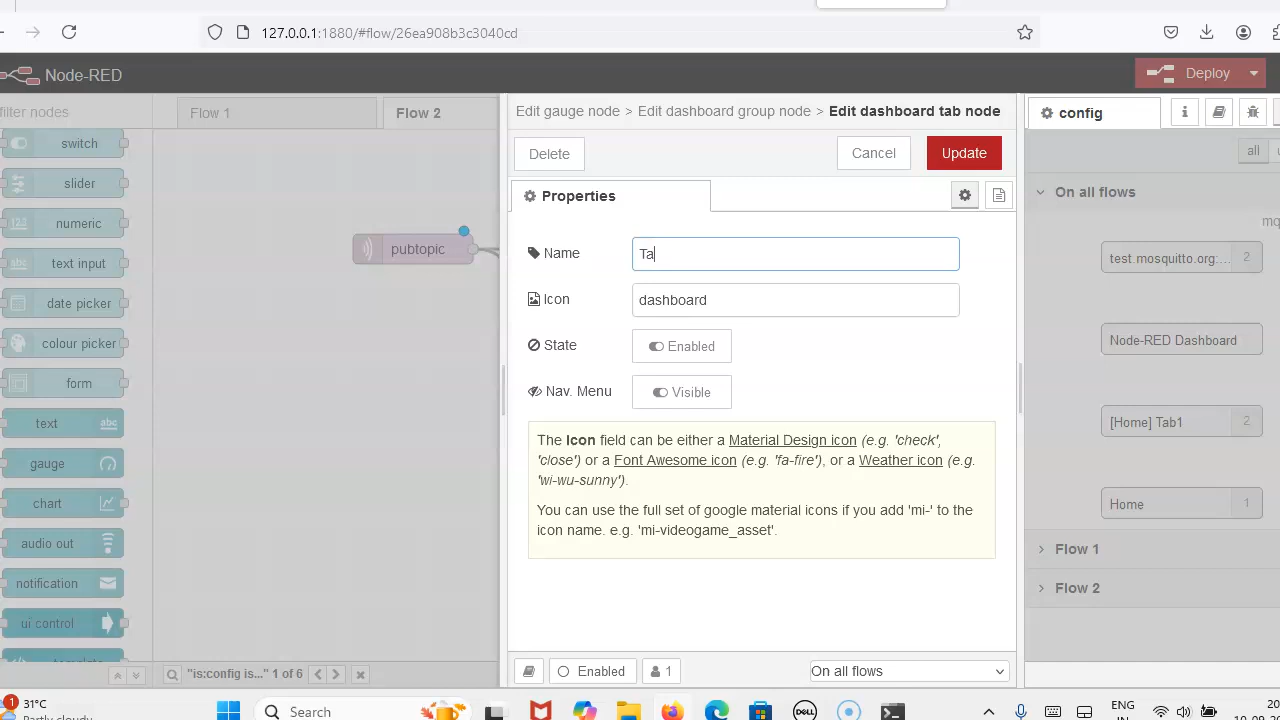 127.0.0.1:1880/#flow/26ea908b3c3040cd
Node-RED
Deploy
filter nodes
Flow 1
Flow 2
Edit gauge node > Edit dashboard group node > Edit dashboard tab node
config
Delete
Cancel
Update
all
Properties
On all flows
switch
slider
numeric
text input
date picker
colour picker
form
text
abc
gauge
chart
audio out
notification
ui control
pubtopic
Name
Ta
Icon
dashboard
State
Enabled
Nav. Menu
Visible
The Icon field can be either a Material Design icon (e.g. 'check',
'close') or a Font Awesome icon (e.g. 'fa-fire'), or a Weather icon (e.g.
'wi-wu-sunny').
You can use the full set of google material icons if you add 'mi-' to the
icon name. e.g. 'mi-videogame_asset'.
test.mosquitto.org:... 2
Node-RED Dashboard
[Home] Tab1 2
Home 1
Flow 1
Flow 2
"is:config is..." 1 of 6
Enabled
1
On all flows
1
31°C
Partly cloudy
Search
DELL
ENG
IN